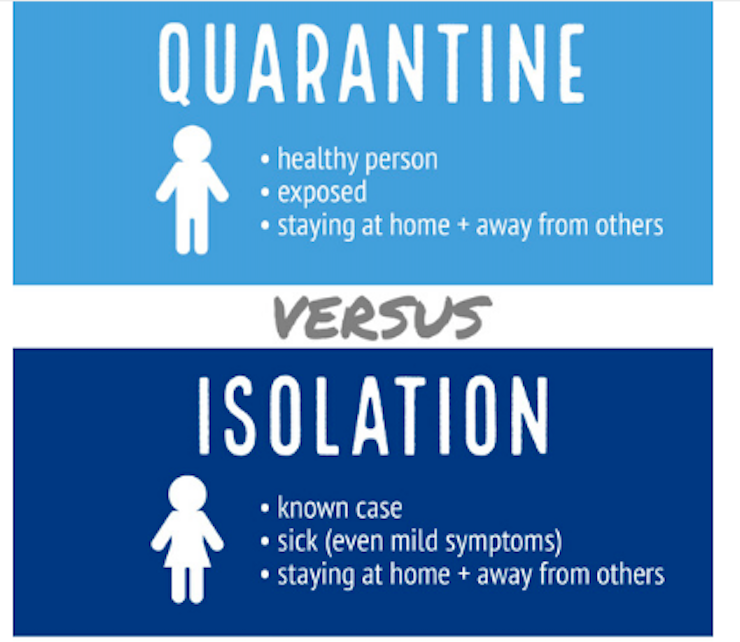 QUARANTINE
• healthy person
• exposed
• staying at home + away from others
VERSUS
ISOLATION
• known case
• sick (even mild symptoms)
• staying at home + away from others